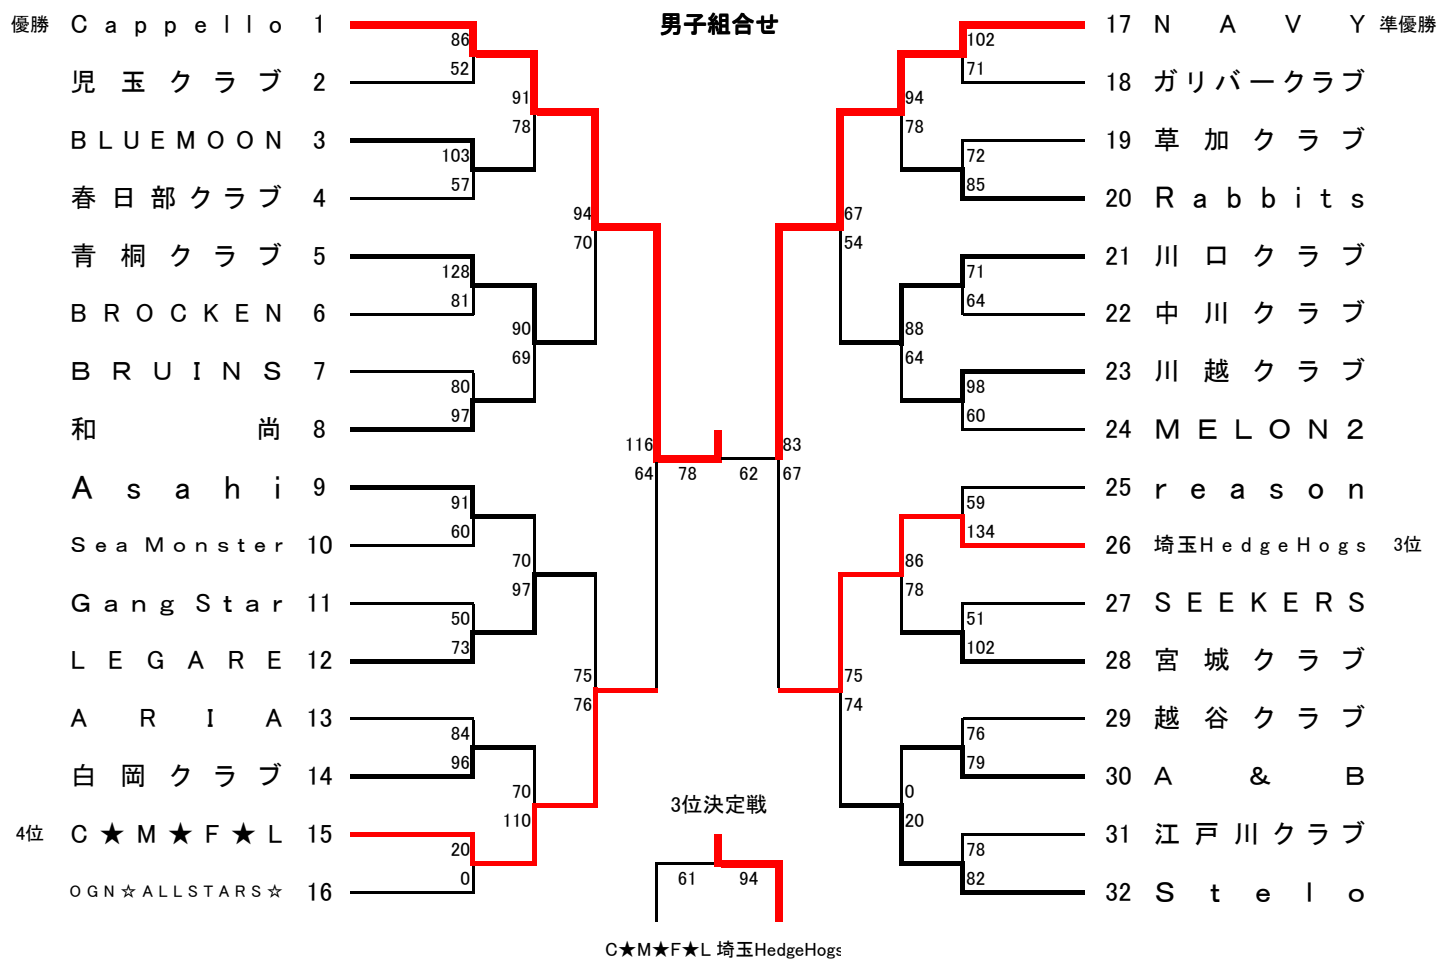 男子組合せ
優勝 Cappello 1
86
52
児玉クラブ 2
91
78
BLUEMOON 3
103
57
春日部クラブ 4
94
70
青桐クラブ 5
128
81
BROCKEN 6
90
69
BRUINS 7
80
97
和尚 8
116
64
Asahi 9
91
60
Sea Monster 10
70
97
Gang Star 11
50
73
LEGARE 12
75
76
ARIA 13
84
96
白岡クラブ 14
70
110
4位 C★M★F★L 15
20
0
OGN☆ALLSTARS☆ 16
78 62
17 NAVY 準優勝
102
71
18 ガリバークラブ
94
78
19 草加クラブ
72
85
20 Rabbits
67
54
21 川口クラブ
71
64
22 中川クラブ
88
64
23 川越クラブ
98
60
24 MELON2
83
67
25 reason
59
134
26 埼玉HedgeHogs 3位
86
78
27 SEEKERS
51
102
28 宮城クラブ
75
74
29 越谷クラブ
76
79
30 A&B
0
20
31 江戸川クラブ
78
82
32 Stelo
3位決定戦
61 94
C★M★F★L 埼玉HedgeHogs